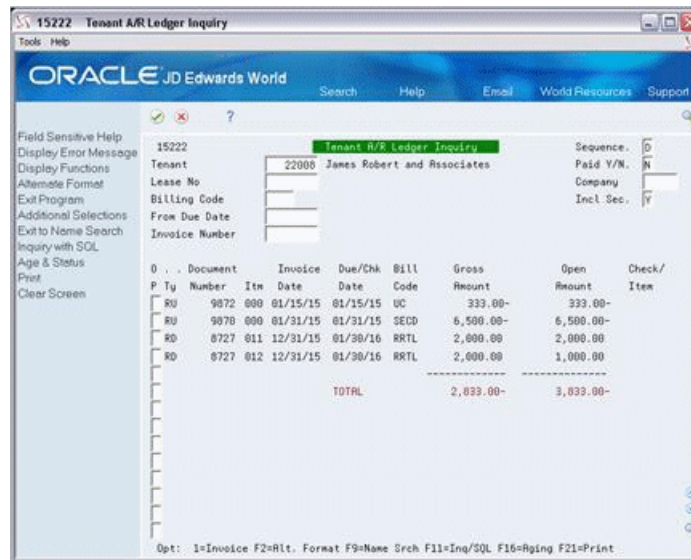 15222 Tenant A/R Ledger Inquiry
Tools Help
ORACLE JD Edwards World
Search Help Email World Resources Support
?
Field Sensitive Help
Display Error Message
Display Functions
Alternate Format
Exit Program
Additional Selections
Exit to Name Search
Inquiry with SQL
Age & Status
Print
Clear Screen
15222 Tenant A/R Ledger Inquiry Sequence. D
Tenant 22008 James Robert and Associates Paid Y/N. N
Lease No Company
Billing Code Incl Sec. Y
From Due Date
Invoice Number
O . . Document Invoice Due/Chk Bill Gross Open Check/
P Ty Number Itm Date Date Code Amount Amount Item
RU 9872 000 01/15/15 01/15/15 UC 333.00- 333.00-
RU 9870 000 01/31/15 01/31/15 SECD 6,500.00- 6,500.00-
RD 8727 011 12/31/15 01/30/16 RRTL 2,000.00 2,000.00
RD 8727 012 12/31/15 01/30/16 RRTL 2,000.00 1,000.00
------------- --------------
TOTAL 2,833.00- 3,833.00-
Opt: 1=Invoice F2=Alt. Format F9=Name Srch F11=Inq/SQL F16=Aging F21=Print